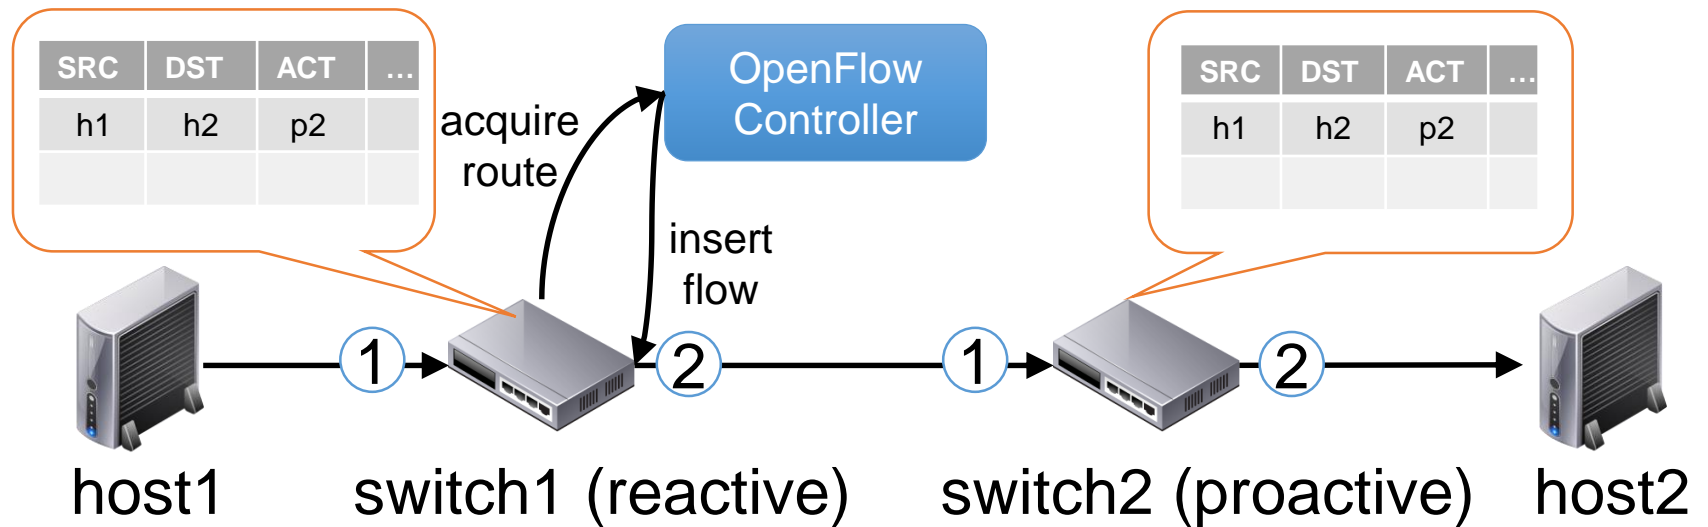 SRC DST ACT ...
h1 h2 p2
OpenFlow
Controller
SRC DST ACT ...
h1 h2 p2
acquire
route
insert
flow
1 2 1 2
host1 switch1 (reactive) switch2 (proactive) host2